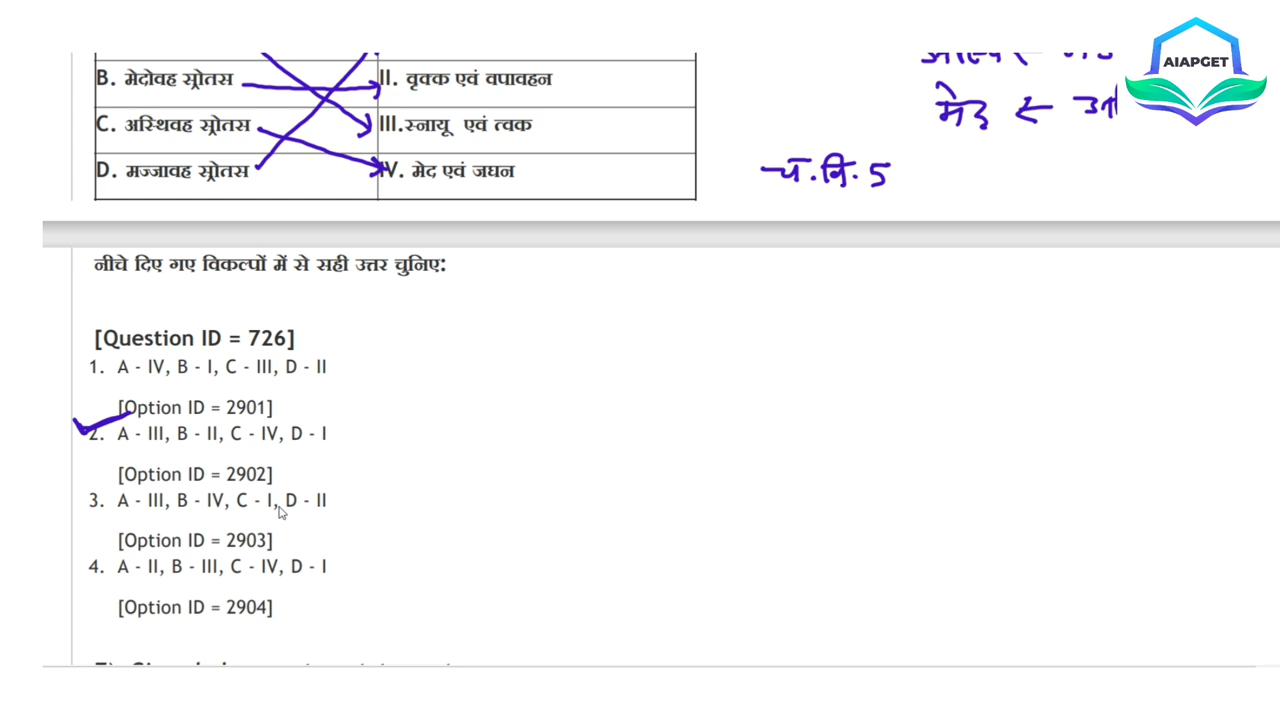 AIAPGET
B. मेदोवह स्रोतस II. वृक्क एवं वपावहन
मेद ←
C. अस्थिवह स्रोतस III.स्नायू एवं त्वक
D. मज्जावह स्रोतस IV. मेद एवं जघन
च.वि. 5
नीचे दिए गए विकल्पों में से सही उत्तर चुनिए:
[Question ID = 726]
1. A - IV, B - I, C - III, D - II
[Option ID = 2901]
2. A - III, B - II, C - IV, D - I
[Option ID = 2902]
3. A - III, B - IV, C - I, D - II
[Option ID = 2903]
4. A - II, B - III, C - IV, D - I
[Option ID = 2904]